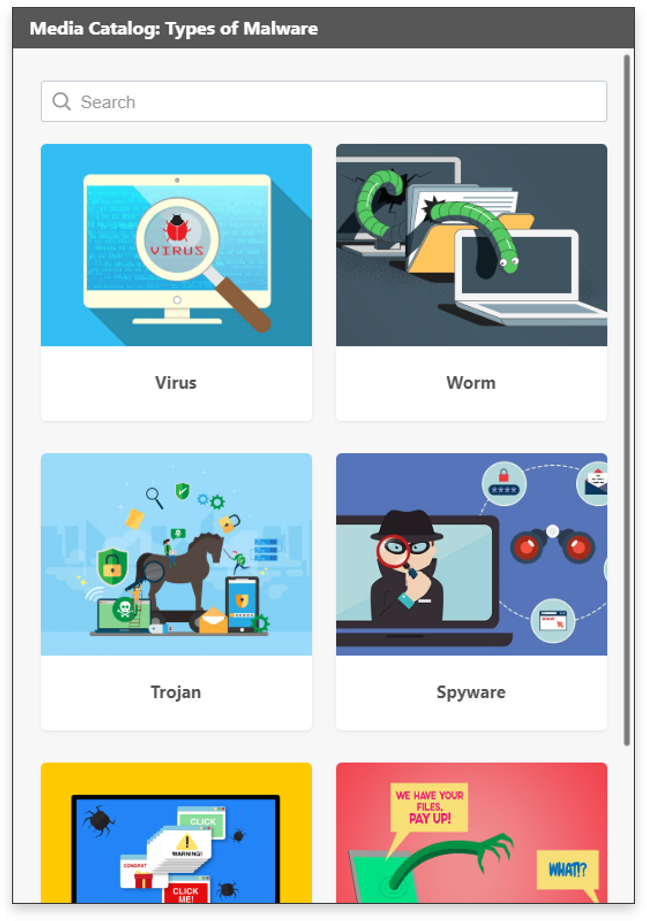 Media Catalog: Types of Malware
Search
VIRUS
Virus
Worm
Trojan
****
WWW
Spyware
CLICK
WARNING!
CLICK
ME!
WE HAVE YOUR
FILES,
PAY UP!
WHAT!?